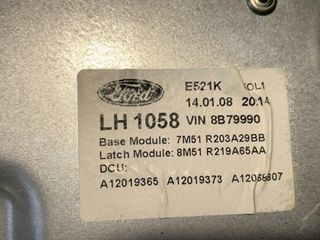 Ford
E521K
14.01.08 20:14
LH 1058 VIN 8B79990
Base Module: 7M51 R203A29BB
Latch Module: 8M51 R219A65AA
DCU:
A12019365 A12019373